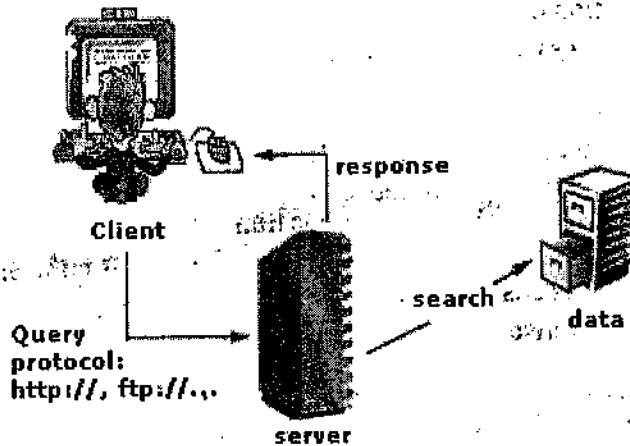 response
Client
search
data
Query
protocol:
http://, ftp://...
server